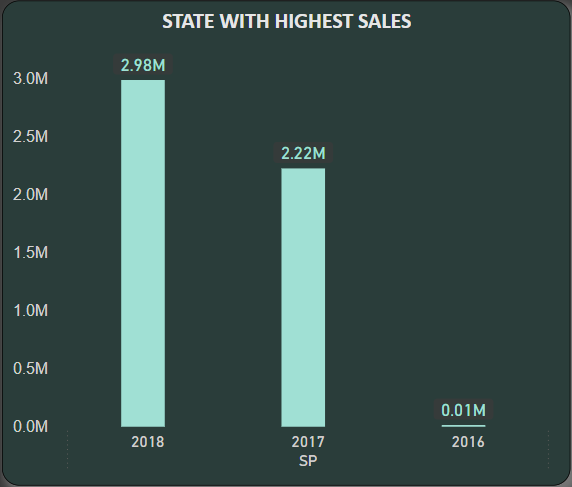 STATE WITH HIGHEST SALES
2.98M
3.0M
2.5M
2.22M
2.0M
1.5M
1.0M
0.5M
0.01M
0.0M
2018 2017 2016
SP